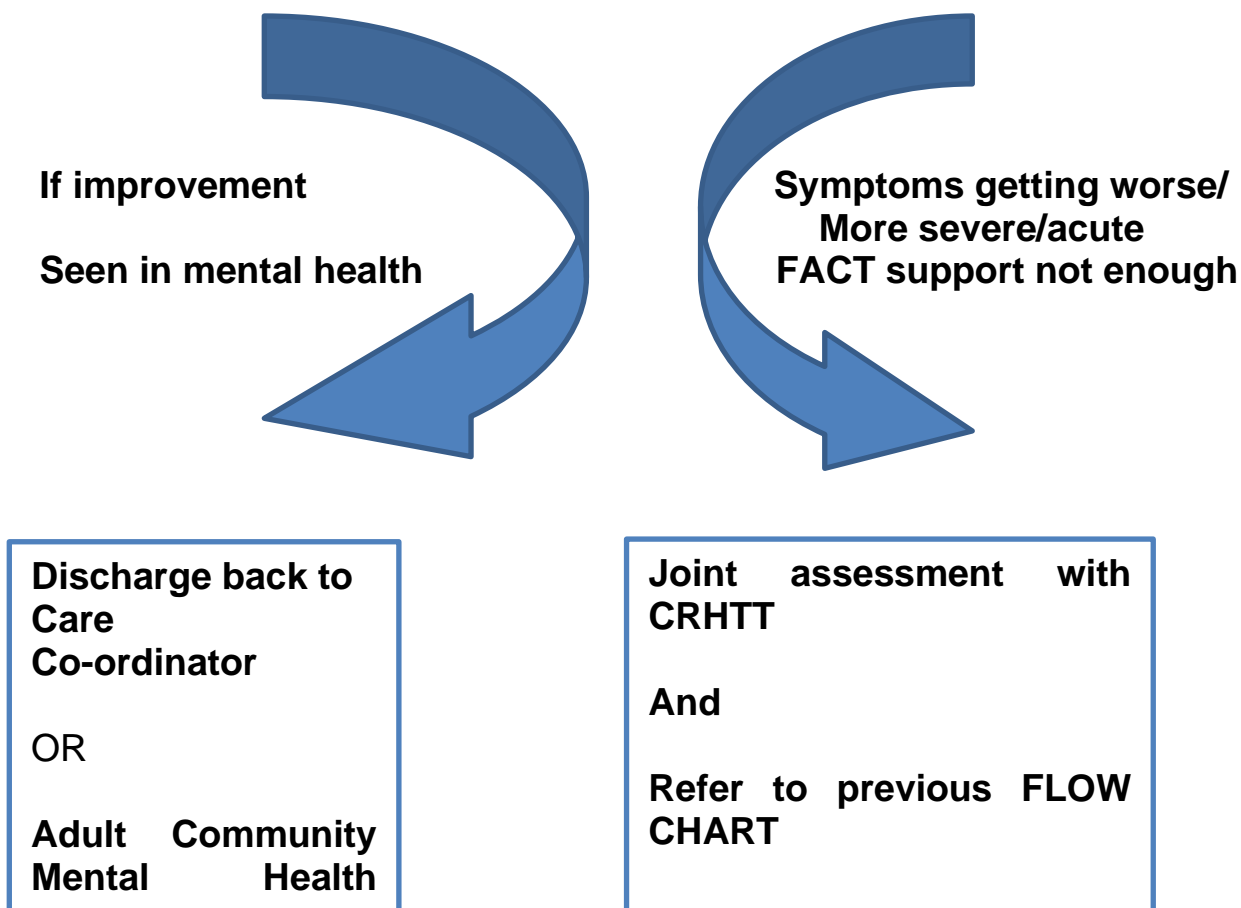 If improvement
Seen in mental health
Symptoms getting worse/
More severe/acute
FACT support not enough
Discharge back to
Care
Co-ordinator
OR
Adult Community
Mental Health
Joint assessment with
CRHTT
And
Refer to previous FLOW
CHART